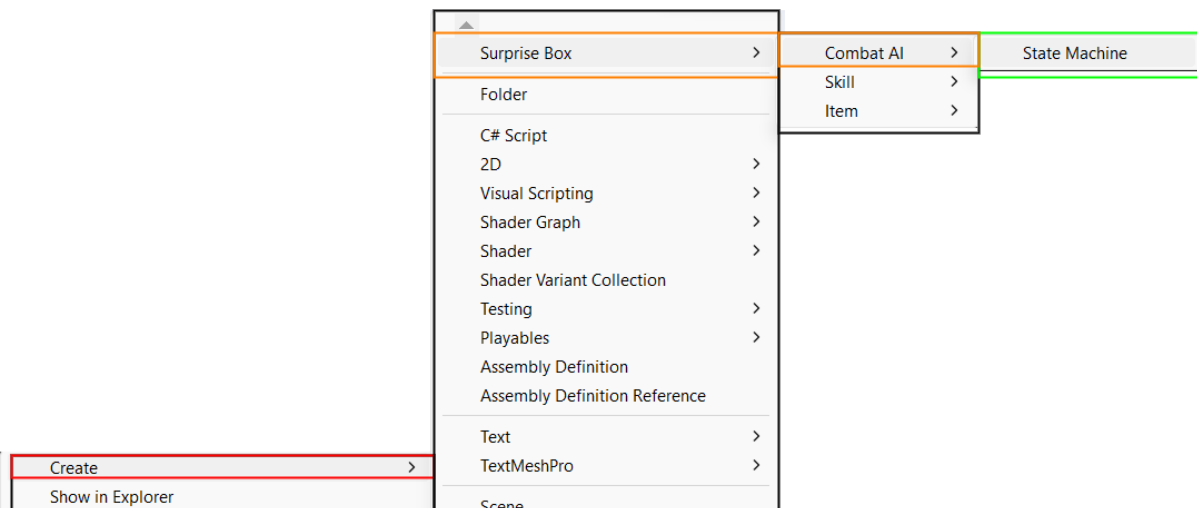 Surprise Box
Combat AI
State Machine
Skill
Item
Folder
C# Script
2D
Visual Scripting
Shader Graph
Shader
Shader Variant Collection
Testing
Playables
Assembly Definition
Assembly Definition Reference
Text
TextMeshPro
Scene
Create
Show in Explorer